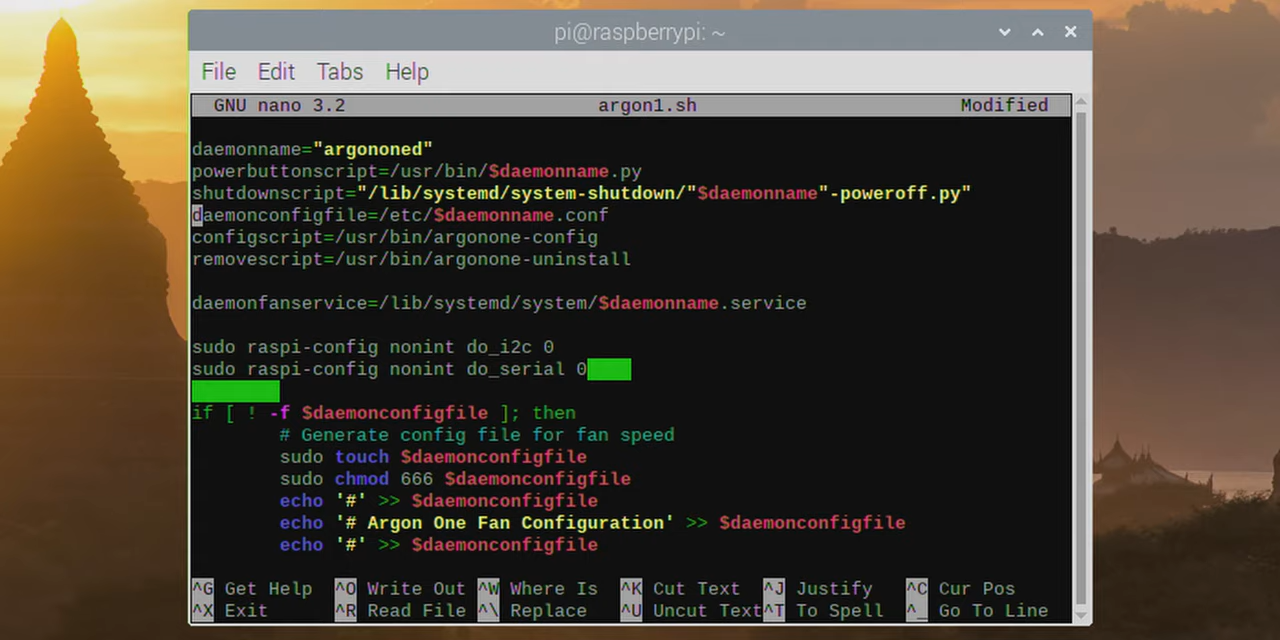 pi@raspberrypi: ~
File Edit Tabs Help
GNU nano 3.2 argon1.sh Modified
daemonname="argononed"
powerbuttonscript=/usr/bin/$daemonname.py
shutdownscript="/lib/systemd/system-shutdown/"$daemonname"-poweroff.py"
daemonconfigfile=/etc/$daemonname.conf
configscript=/usr/bin/argonone-config
removescript=/usr/bin/argonone-uninstall
daemonfanservice=/lib/systemd/system/$daemonname.service
sudo raspi-config nonint do_i2c 0
sudo raspi-config nonint do_serial 0
if [ ! -f $daemonconfigfile ]; then
# Generate config file for fan speed
sudo touch $daemonconfigfile
sudo chmod 666 $daemonconfigfile
echo '#' >> $daemonconfigfile
echo '# Argon One Fan Configuration' >> $daemonconfigfile
echo '#' >> $daemonconfigfile
^G Get Help ^O Write Out ^W Where Is ^K Cut Text ^J Justify ^C Cur Pos
^X Exit ^R Read File ^\ Replace ^U Uncut Text^T To Spell ^_ Go To Line